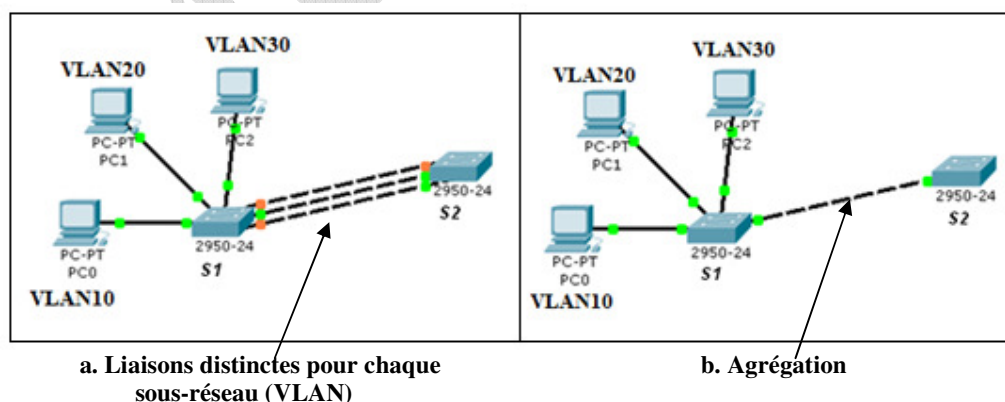 VLAN30
VLAN20
PC-PT
PC2
PC-PT
PC1
2950-24
S2
2950-24
S1
PC-PT
PC0
VLAN10
VLAN30
VLAN20
PC-PT
PC2
PC-PT
PC1
2950-24
S2
2950-24
S1
PC-PT
PC0
VLAN10
a. Liaisons distinctes pour chaque
sous-réseau (VLAN)
b. Agrégation